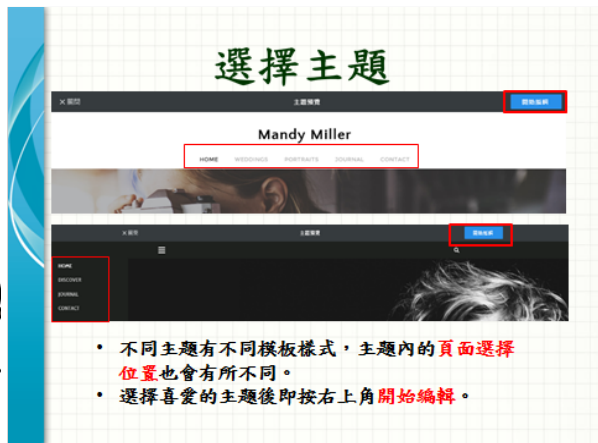 選擇主題
×關閉
主題預覽
開始編輯
Mandy Miller
HOME WEDDINGS PORTRAITS JOURNAL CONTACT
×關閉
主題預覽
開始編輯
HOME
DISCOVER
JOURNAL
CONTACT
• 不同主題有不同模板樣式，主題內的頁面選擇
位置也會有所不同。
• 選擇喜愛的主題後即按右上角開始編輯。